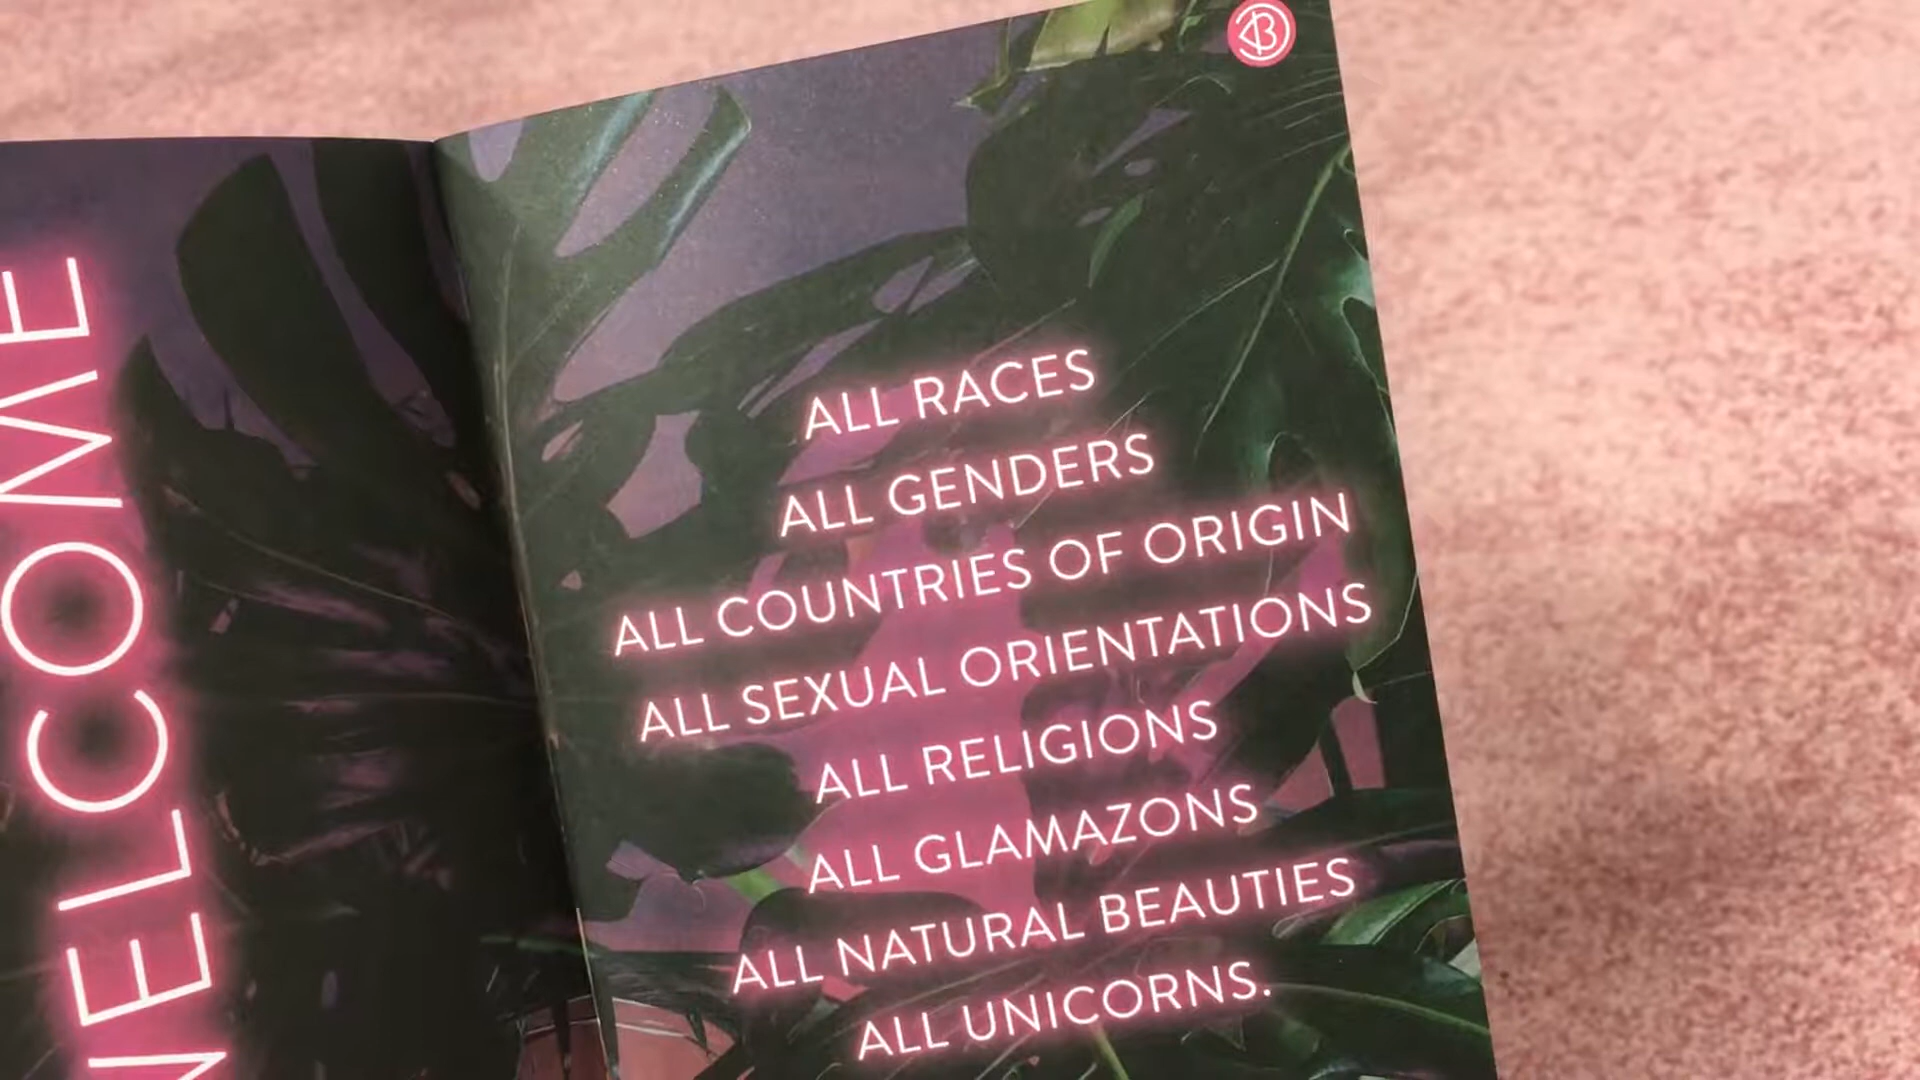 WELCOME
ALL RACES
ALL GENDERS
ALL COUNTRIES OF ORIGIN
ALL SEXUAL ORIENTATIONS
ALL RELIGIONS
ALL GLAMAZONS
ALL NATURAL BEAUTIES
ALL UNICORNS.